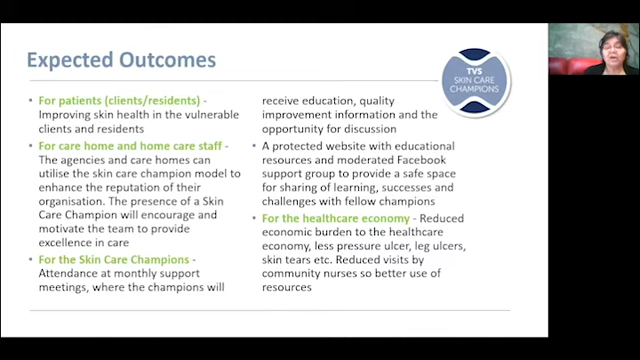 Expected Outcomes
TVS
SKIN CARE
CHAMPIONS
For patients (clients/residents) -
Improving skin health in the vulnerable
clients and residents
For care home and home care staff -
The agencies and care homes can
utilise the skin care champion model to
enhance the reputation of their
organisation. The presence of a Skin
Care Champion will encourage and
motivate the team to provide
excellence in care
For the Skin Care Champions -
Attendance at monthly support
meetings, where the champions will
receive education, quality
improvement information and the
opportunity for discussion
A protected website with educational
resources and moderated Facebook
support group to provide a safe space
for sharing of learning, successes and
challenges with fellow champions
For the healthcare economy - Reduced
economic burden to the healthcare
economy, less pressure ulcer, leg ulcers,
skin tears etc. Reduced visits by
community nurses so better use of
resources